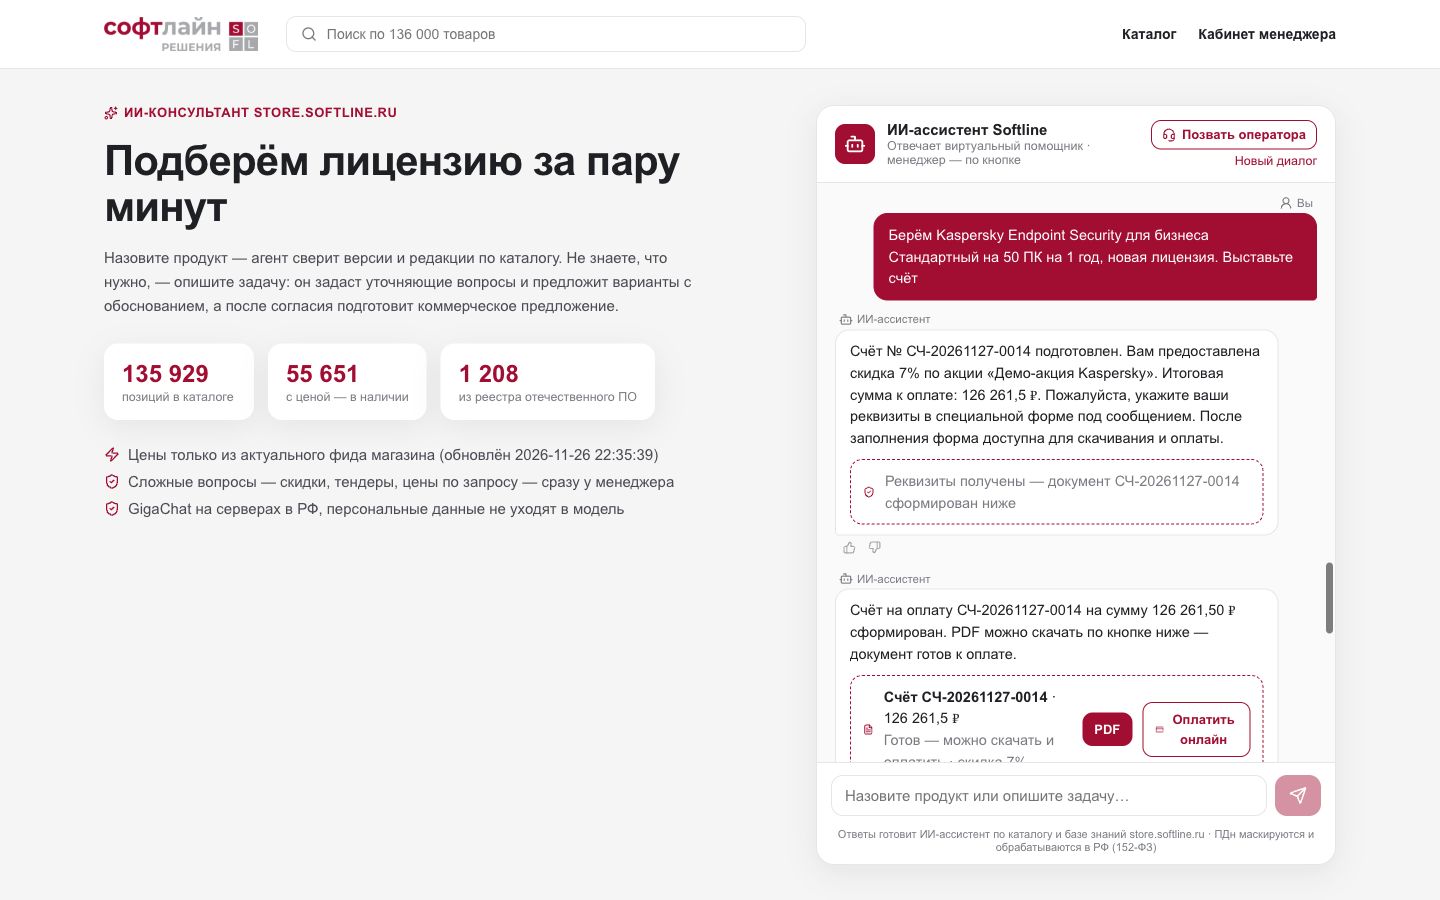 софтлайн
РЕШЕНИЯ
S O
F L
Поиск по 136 000 товаров
Каталог
Кабинет менеджера
ИИ-КОНСУЛЬТАНТ STORE.SOFTLINE.RU
Подберём лицензию за пару
минут
Назовите продукт — агент сверит версии и редакции по каталогу. Не знаете, что
нужно, — опишите задачу: он задаст уточняющие вопросы и предложит варианты с
обоснованием, а после согласия подготовит коммерческое предложение.
135 929
позиций в каталоге
55 651
с ценой — в наличии
1 208
из реестра отечественного ПО
Цены только из актуального фида магазина (обновлён 2026-11-26 22:35:39)
Сложные вопросы — скидки, тендеры, цены по запросу — сразу у менеджера
GigaChat на серверах в РФ, персональные данные не уходят в модель
ИИ-ассистент Softline
Отвечает виртуальный помощник ·
менеджер — по кнопке
Позвать оператора
Новый диалог
Вы
Берём Kaspersky Endpoint Security для бизнеса
Стандартный на 50 ПК на 1 год, новая лицензия. Выставьте
счёт
ИИ-ассистент
Счёт № СЧ-20261127-0014 подготовлен. Вам предоставлена
скидка 7% по акции «Демо-акция Kaspersky». Итоговая
сумма к оплате: 126 261,5 ₽. Пожалуйста, укажите ваши
реквизиты в специальной форме под сообщением. После
заполнения форма доступна для скачивания и оплаты.
Реквизиты получены — документ СЧ-20261127-0014
сформирован ниже
ИИ-ассистент
Счёт на оплату СЧ-20261127-0014 на сумму 126 261,50 ₽
сформирован. PDF можно скачать по кнопке ниже —
документ готов к оплате.
Счёт СЧ-20261127-0014 ·
126 261,5 ₽
Готов — можно скачать и
оплатить · скидка 7%
PDF
Оплатить
онлайн
Назовите продукт или опишите задачу…
Ответы готовит ИИ-ассистент по каталогу и базе знаний store.softline.ru · ПДн маскируются и
обрабатываются в РФ (152-ФЗ)